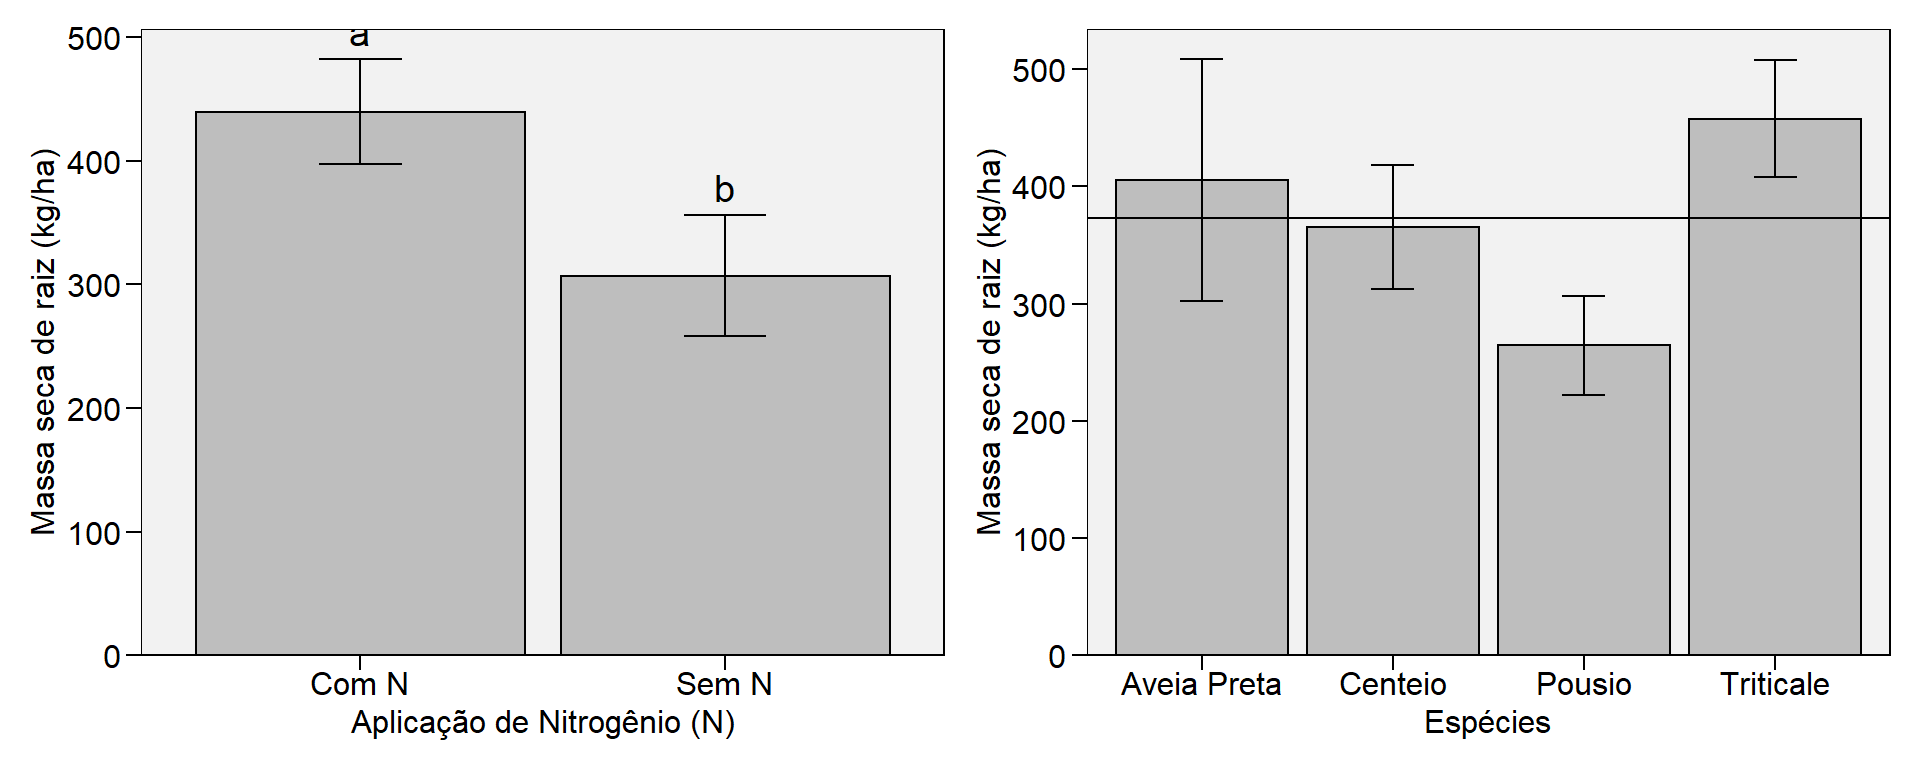 Massa seca de raiz (kg/ha)
500
400
300
200
100
0
a
b
Com N
Sem N
Aplicação de Nitrogênio (N)
Massa seca de raiz (kg/ha)
500
400
300
200
100
0
Aveia Preta
Centeio
Pousio
Triticale
Espécies